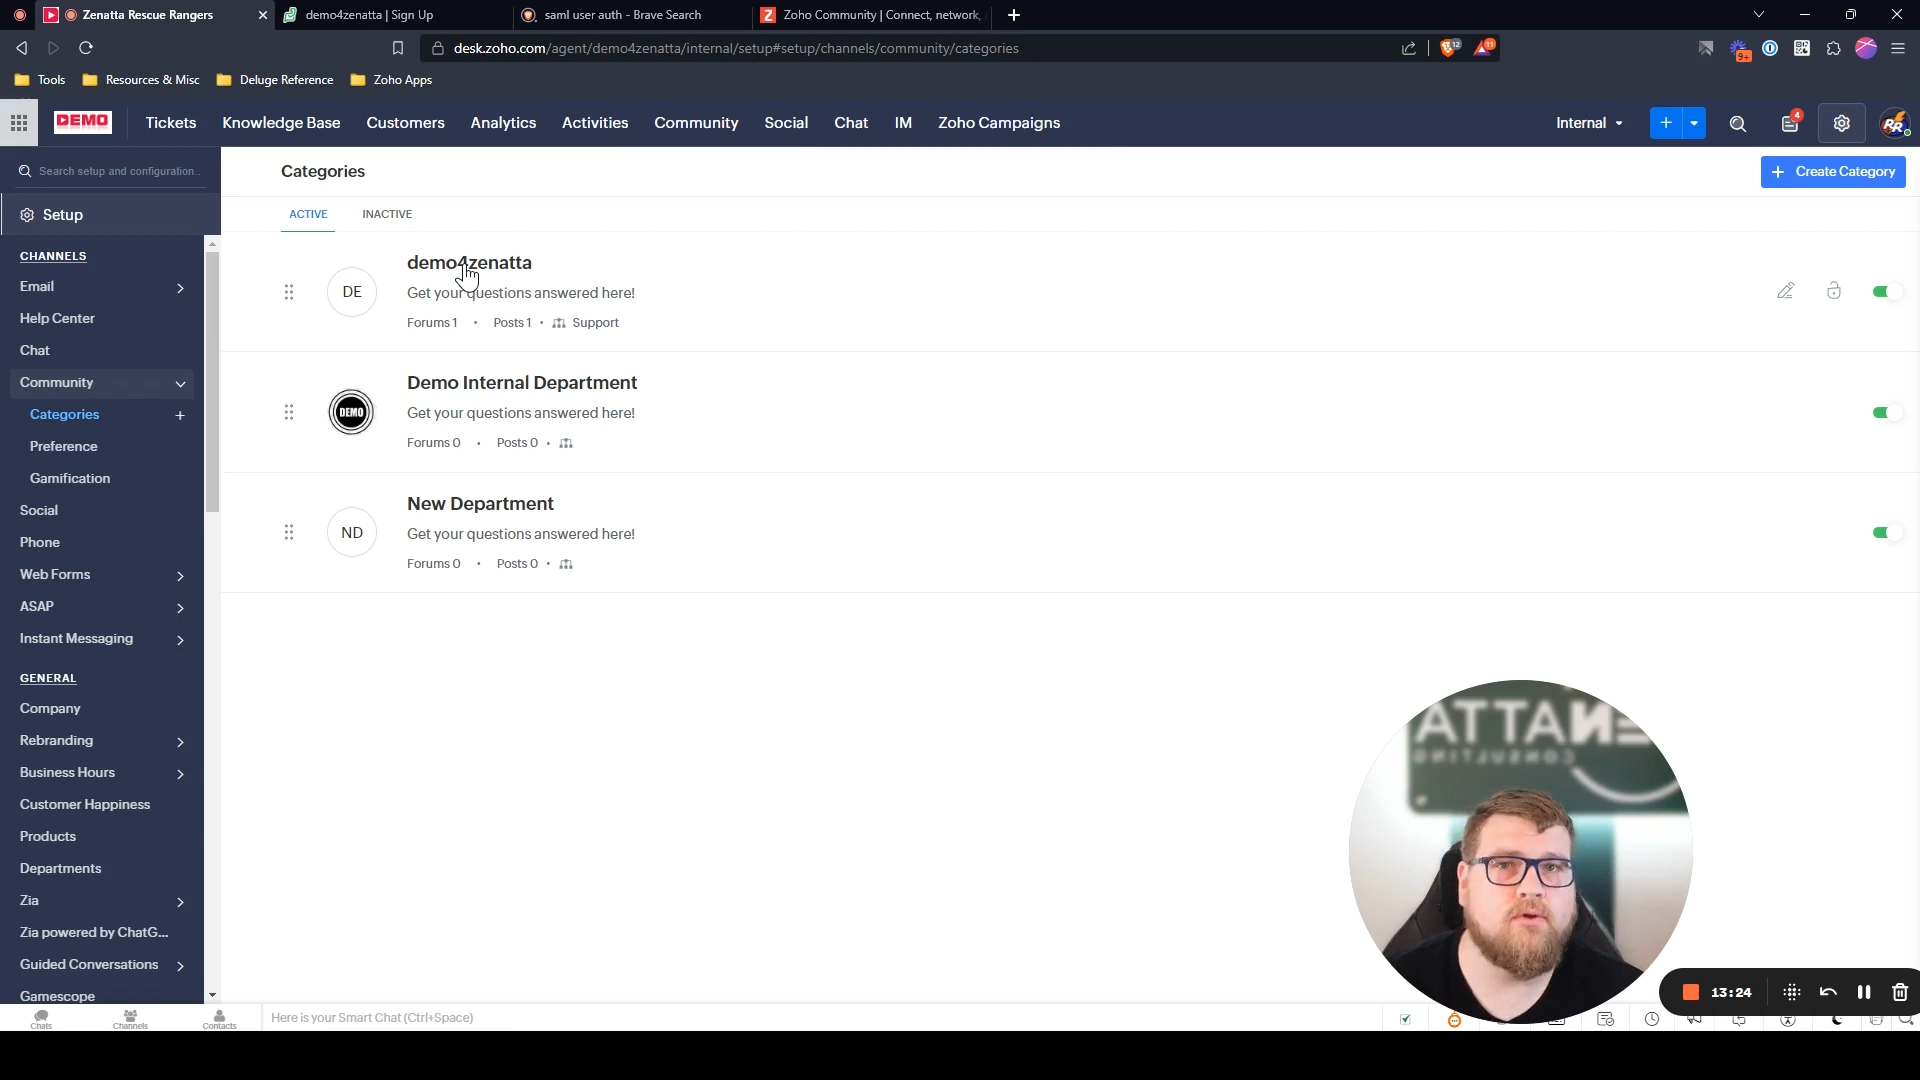 Zenatta Rescue Rangers
demo4zenatta | Sign Up
saml user auth - Brave Search
Zoho Community | Connect, network,
desk.zoho.com/agent/demo4zenatta/internal/setup#setup/channels/community/categories
12
11
9+
Tools
Resources & Misc
Deluge Reference
Zoho Apps
DEMO
Tickets
Knowledge Base
Customers
Analytics
Activities
Community
Social
Chat
IM
Zoho Campaigns
Internal
4
RR
Search setup and configuration..
Setup
CHANNELS
Email
Help Center
Chat
Community
Categories
Preference
Gamification
Social
Phone
Web Forms
ASAP
Instant Messaging
GENERAL
Company
Rebranding
Business Hours
Customer Happiness
Products
Departments
Zia
Zia powered by ChatG...
Guided Conversations
Gamescope
Categories
Create Category
ACTIVE
INACTIVE
DE
demo4zenatta
Get your questions answered here!
Forums 1 • Posts 1 • Support
DEMO
Demo Internal Department
Get your questions answered here!
Forums 0 • Posts 0 •
ND
New Department
Get your questions answered here!
Forums 0 • Posts 0 •
13:24
Chats
Channels
Contacts
Here is your Smart Chat (Ctrl+Space)